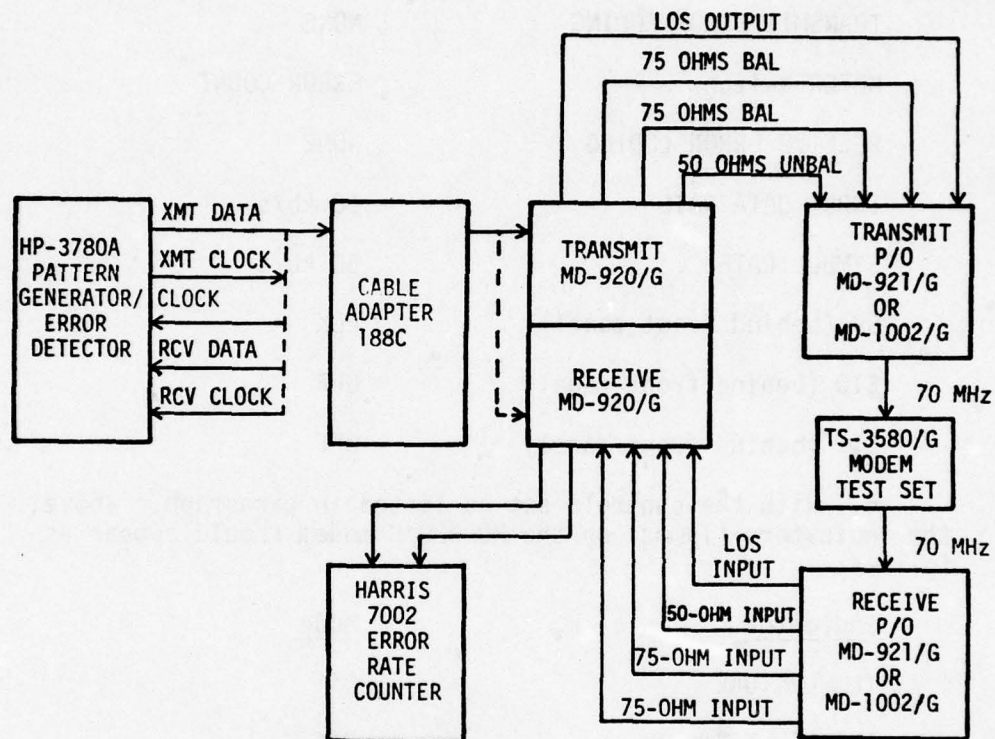 LOS OUTPUT
75 OHMS BAL
75 OHMS BAL
50 OHMS UNBAL
HP-3780A
PATTERN
GENERATOR/
ERROR
DETECTOR
XMT DATA
XMT CLOCK
CLOCK
RCV DATA
RCV CLOCK
CABLE
ADAPTER
188C
TRANSMIT
MD-920/G
RECEIVE
MD-920/G
TRANSMIT
P/O
MD-921/G
OR
MD-1002/G
70 MHz
TS-3580/G
MODEM
TEST SET
70 MHz
LOS
INPUT
50-OHM INPUT
75-OHM INPUT
75-OHM INPUT
RECEIVE
P/O
MD-921/G
OR
MD-1002/G
HARRIS
7002
ERROR
RATE
COUNTER